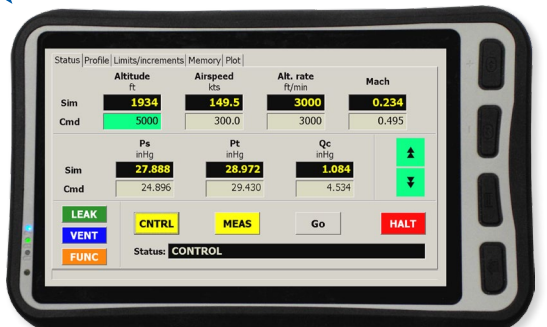 Status Profile Limits/increments Memory Plot
Altitude Airspeed Alt. rate Mach
ft kts ft/min
Sim 1934 149.5 3000 0.234
Cmd 5000 300.0 3000 0.495
Ps Pt Qc
inHg inHg inHg
Sim 27.888 28.972 1.084
Cmd 24.896 29.430 4.534
LEAK CNTRL MEAS Go HALT
VENT
FUNC Status: CONTROL